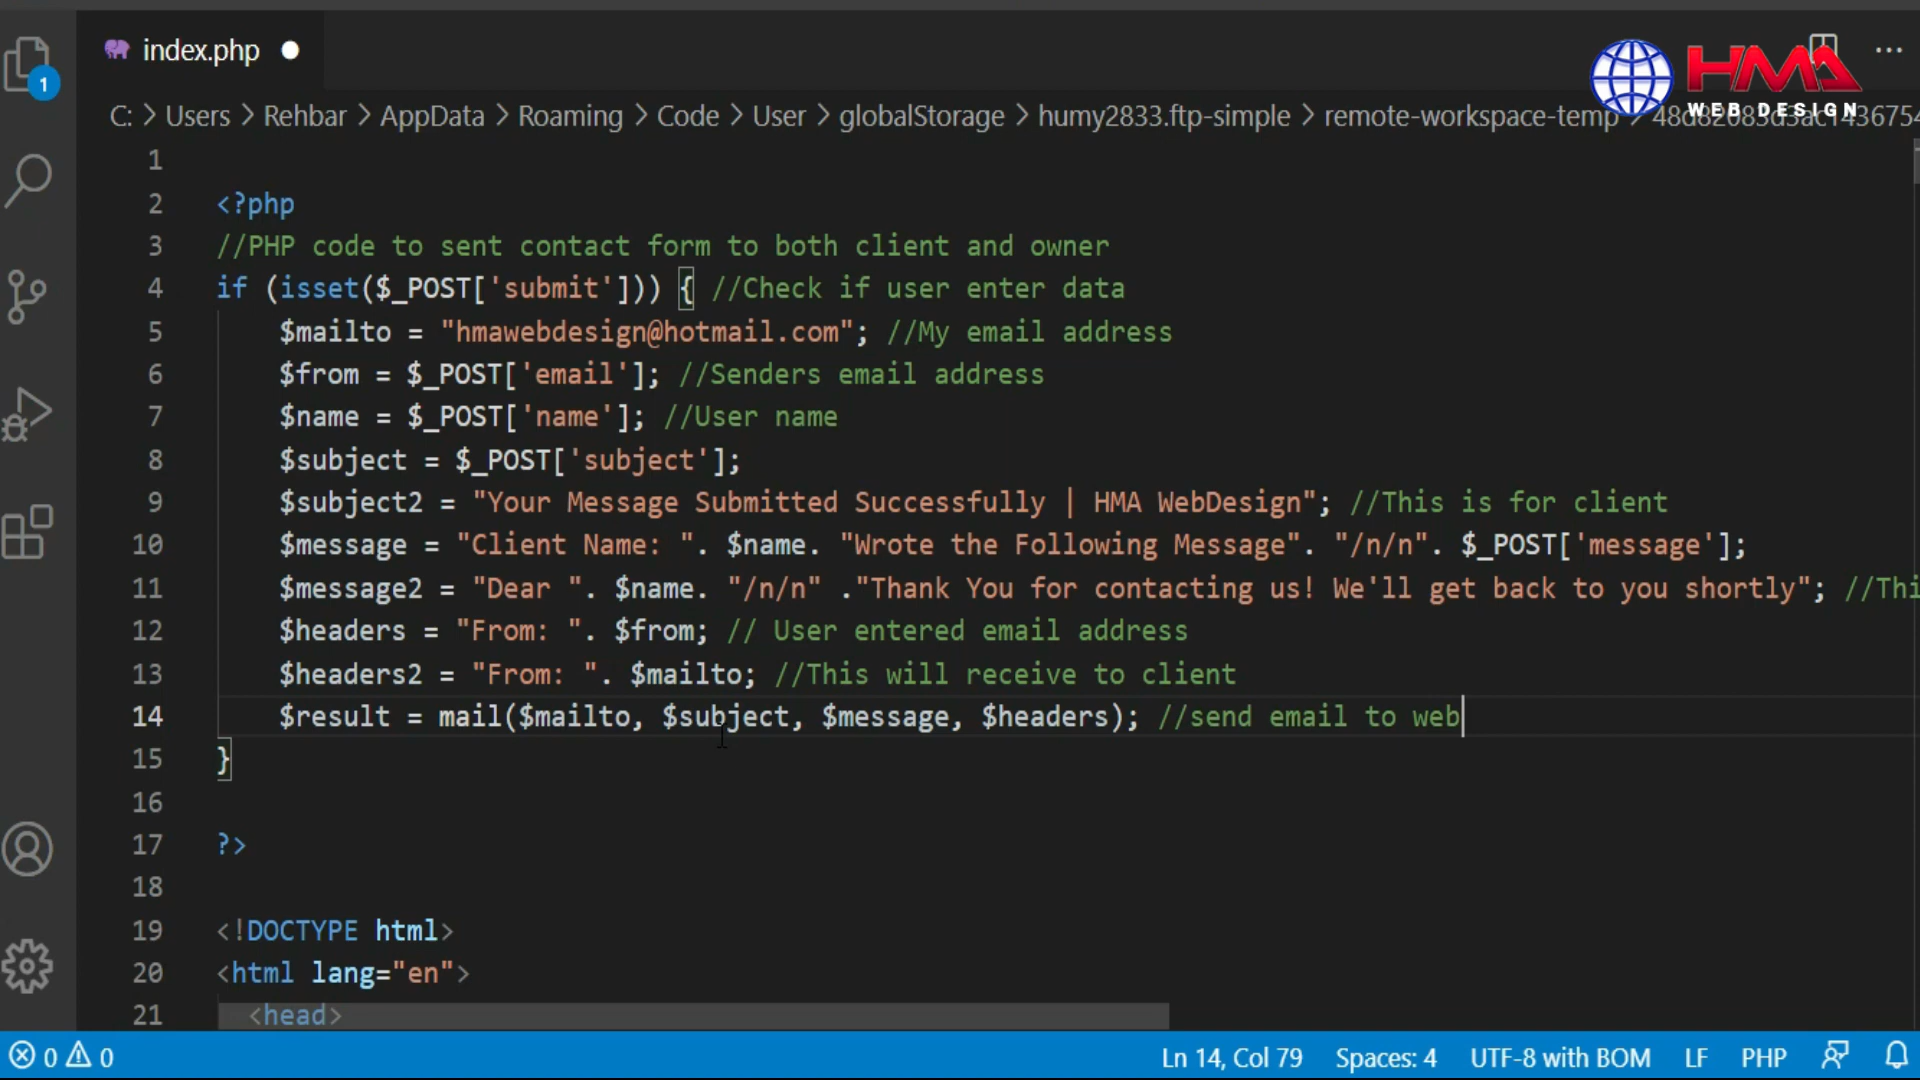 index.php
HMA
WEB DESIGN
1
C: > Users > Rehbar > AppData > Roaming > Code > User > globalStorage > humy2833.ftp-simple > remote-workspace-temp >
1
2 <?php
3 //PHP code to sent contact form to both client and owner
4 if (isset($_POST['submit'])) { //Check if user enter data
5 $mailto = "hmawebdesign@hotmail.com"; //My email address
6 $from = $_POST['email']; //Senders email address
7 $name = $_POST['name']; //User name
8 $subject = $_POST['subject'];
9 $subject2 = "Your Message Submitted Successfully | HMA WebDesign"; //This is for client
10 $message = "Client Name: ". $name. "Wrote the Following Message". "/n/n". $_POST['message'];
11 $message2 = "Dear ". $name. "/n/n" ."Thank You for contacting us! We'll get back to you shortly"; //Thi
12 $headers = "From: ". $from; // User entered email address
13 $headers2 = "From: ". $mailto; //This will receive to client
14 $result = mail($mailto, $subject, $message, $headers); //send email to web
15 }
16
17 ?>
18
19 <!DOCTYPE html>
20 <html lang="en">
21 <head>
0 0 Ln 14, Col 79 Spaces: 4 UTF-8 with BOM LF PHP